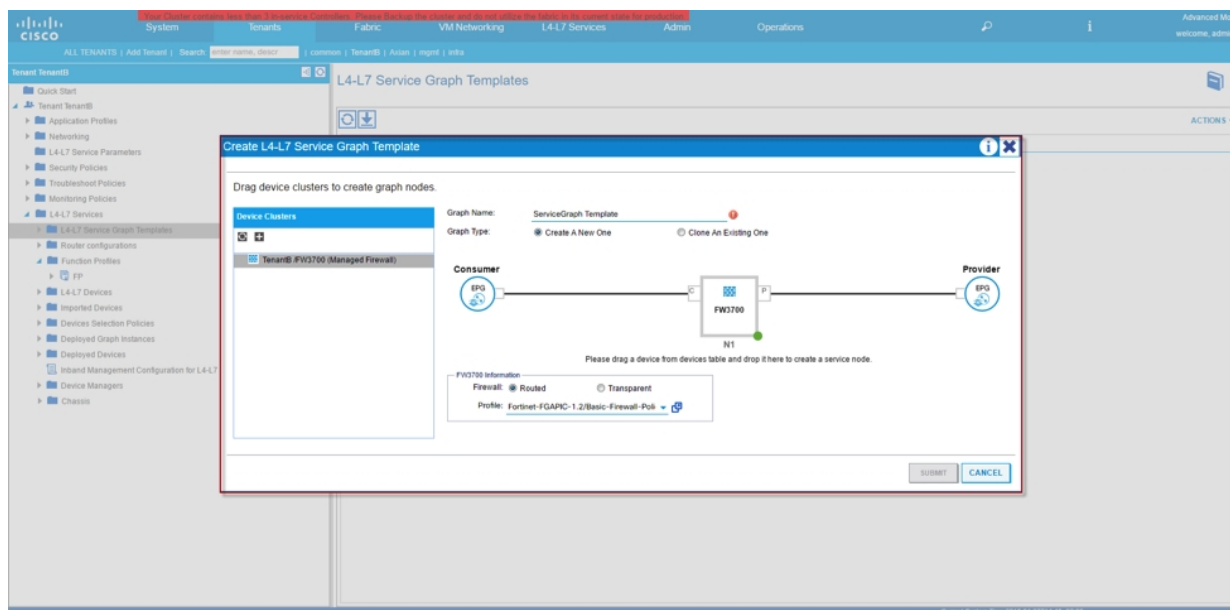 Your Cluster contains less than 3 in-service Controllers. Please Backup the cluster and do not utilize the fabric in its current state for production.
CISCO
System Tenants Fabric VM Networking L4-L7 Services Admin Operations
i
Advanced Mo
welcome, admi
ALL TENANTS | Add Tenant | Search: enter name, descr | common | TenantB | Asian | mgmt | infra
Tenant TenantB
Quick Start
Tenant TenantB
Application Profiles
Networking
L4-L7 Service Parameters
Security Policies
Troubleshoot Policies
Monitoring Policies
L4-L7 Services
L4-L7 Service Graph Templates
Router configurations
Function Profiles
FP
L4-L7 Devices
Imported Devices
Devices Selection Policies
Deployed Graph Instances
Deployed Devices
Inband Management Configuration for L4-L7
Device Managers
Chassis
L4-L7 Service Graph Templates
ACTIONS
Create L4-L7 Service Graph Template
i
Drag device clusters to create graph nodes.
Device Clusters
TenantB /FW3700 (Managed Firewall)
Graph Name: ServiceGraph Template
Graph Type: Create A New One Clone An Existing One
Consumer
EPG
C
FW3700
P
N1
Provider
EPG
Please drag a device from devices table and drop it here to create a service node.
FW3700 Information
Firewall: Routed Transparent
Profile: Fortinet-FGAPIC-1.2/Basic-Firewall-Poli
SUBMIT CANCEL